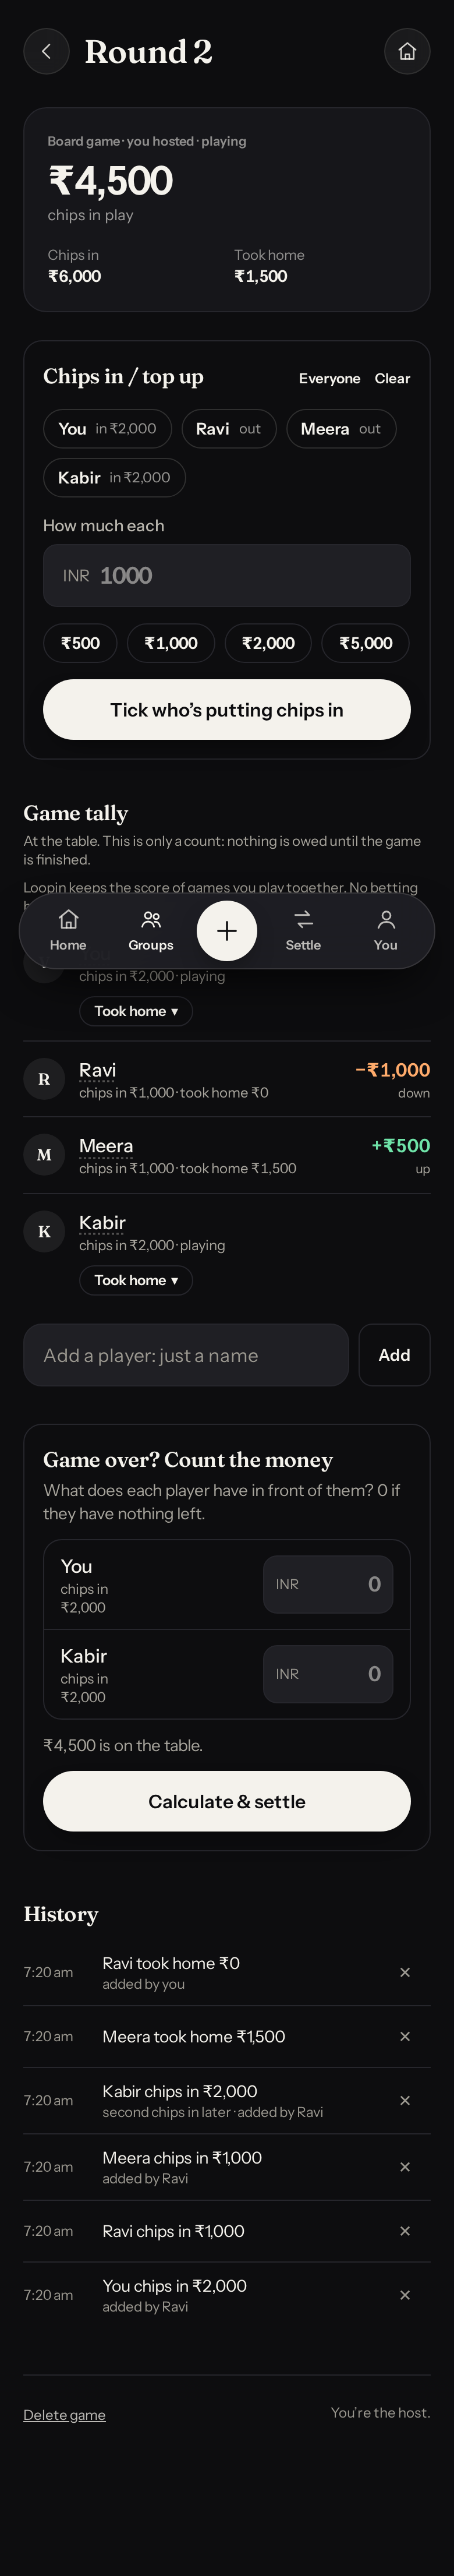 Round 2
Board game · you hosted · playing
₹4,500
chips in play
Chips in
Took home
₹6,000
₹1,500
Chips in / top up
Everyone
Clear
You in ₹2,000
Ravi out
Meera out
Kabir in ₹2,000
How much each
INR 1000
₹500
₹1,000
₹2,000
₹5,000
Tick who’s putting chips in
Game tally
At the table. This is only a count: nothing is owed until the game
is finished.
Loopin keeps the score of games you play together. No betting
Home
Groups
Settle
You
chips in ₹2,000 · playing
Took home ▾
R
Ravi
−₹1,000
chips in ₹1,000 · took home ₹0
down
M
Meera
+₹500
chips in ₹1,000 · took home ₹1,500
up
K
Kabir
chips in ₹2,000 · playing
Took home ▾
Add a player: just a name
Add
Game over? Count the money
What does each player have in front of them? 0 if
they have nothing left.
You
chips in
₹2,000
INR 0
Kabir
chips in
₹2,000
INR 0
₹4,500 is on the table.
Calculate & settle
History
7:20 am
Ravi took home ₹0
added by you
7:20 am
Meera took home ₹1,500
7:20 am
Kabir chips in ₹2,000
second chips in later · added by Ravi
7:20 am
Meera chips in ₹1,000
added by Ravi
7:20 am
Ravi chips in ₹1,000
7:20 am
You chips in ₹2,000
added by Ravi
Delete game
You’re the host.